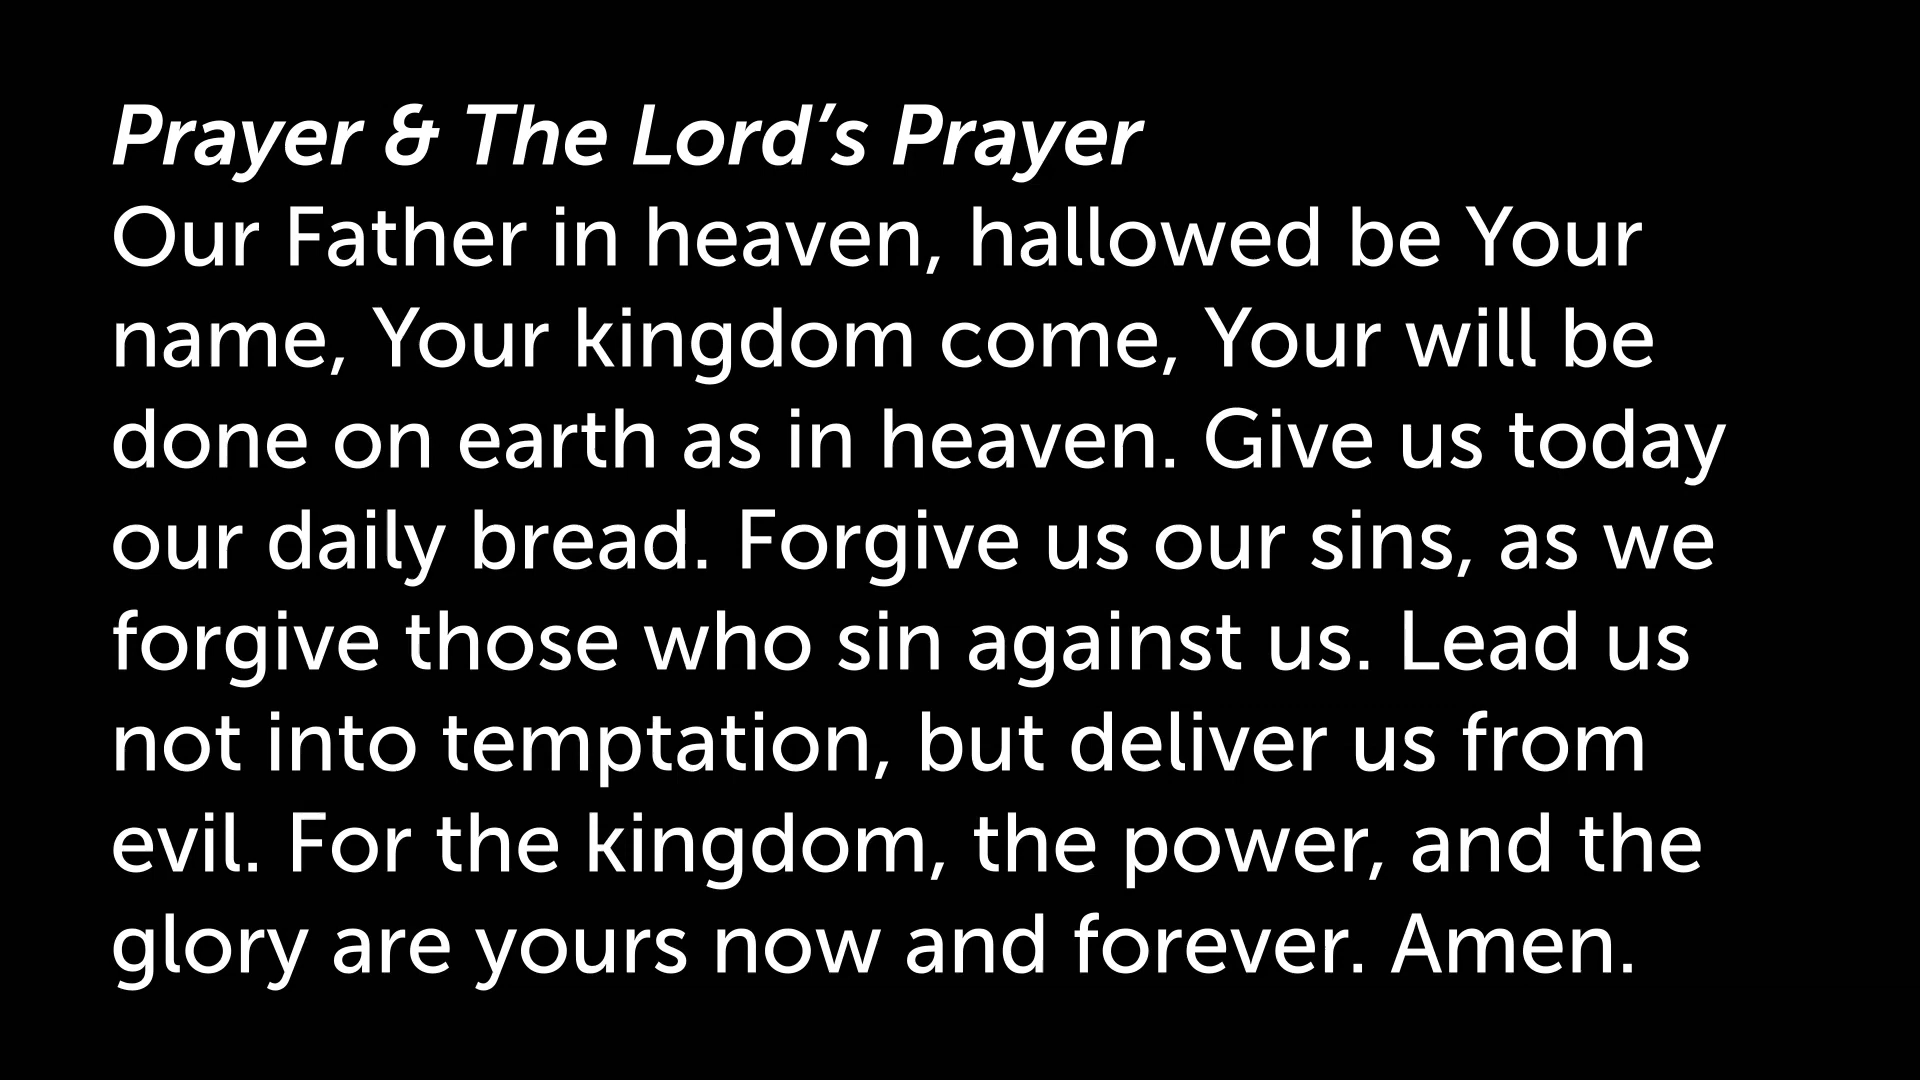 Prayer & The Lord’s Prayer
Our Father in heaven, hallowed be Your
name, Your kingdom come, Your will be
done on earth as in heaven. Give us today
our daily bread. Forgive us our sins, as we
forgive those who sin against us. Lead us
not into temptation, but deliver us from
evil. For the kingdom, the power, and the
glory are yours now and forever. Amen.